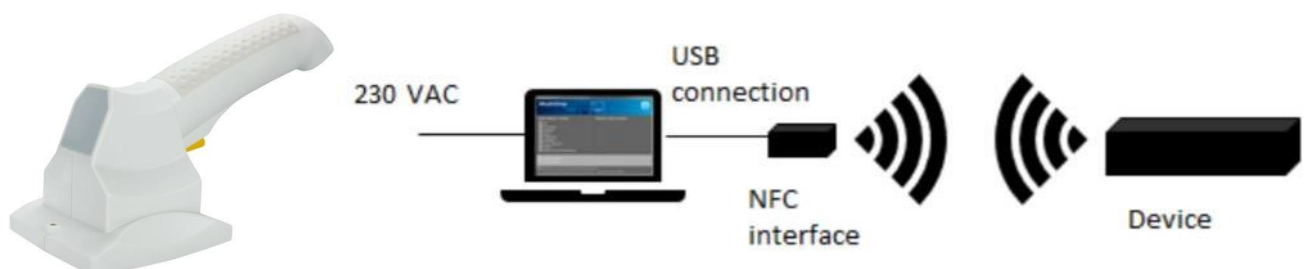 230 VAC
USB
connection
NFC
interface
Device